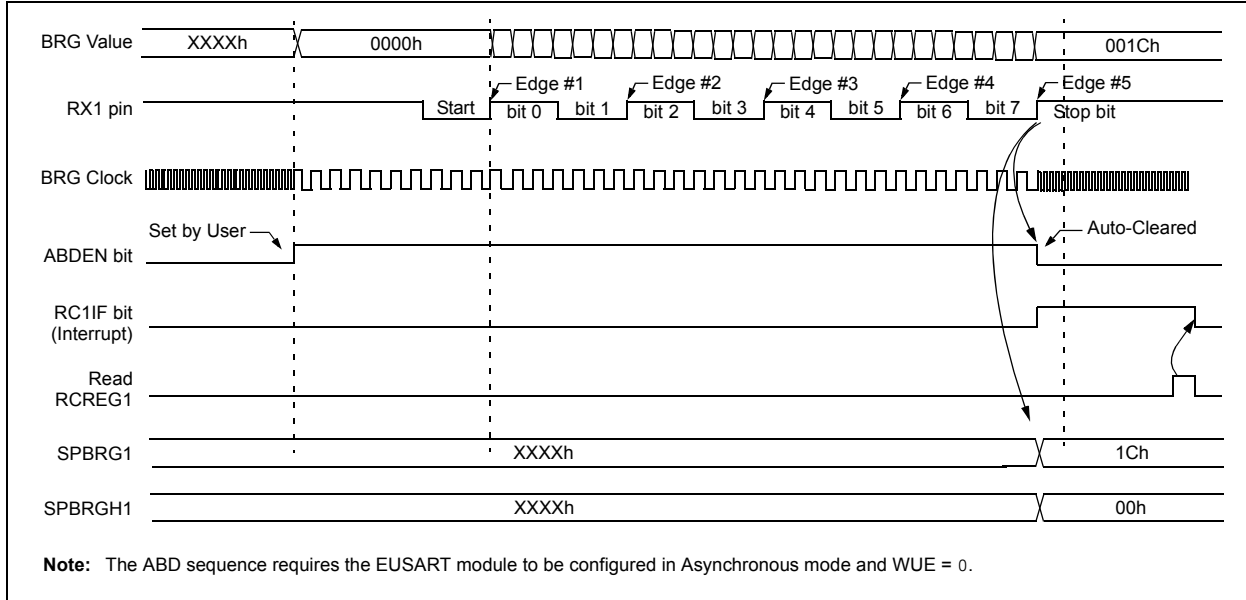 BRG Value XXXXh 0000h 001Ch
Edge #1 Edge #2 Edge #3 Edge #4 Edge #5
RX1 pin Start bit 0 bit 1 bit 2 bit 3 bit 4 bit 5 bit 6 bit 7 Stop bit
BRG Clock
Set by User Auto-Cleared
ABDEN bit
RC1IF bit
(Interrupt)
Read
RCREG1
SPBRG1 XXXXh 1Ch
SPBRGH1 XXXXh 00h
Note: The ABD sequence requires the EUSART module to be configured in Asynchronous mode and WUE = 0.